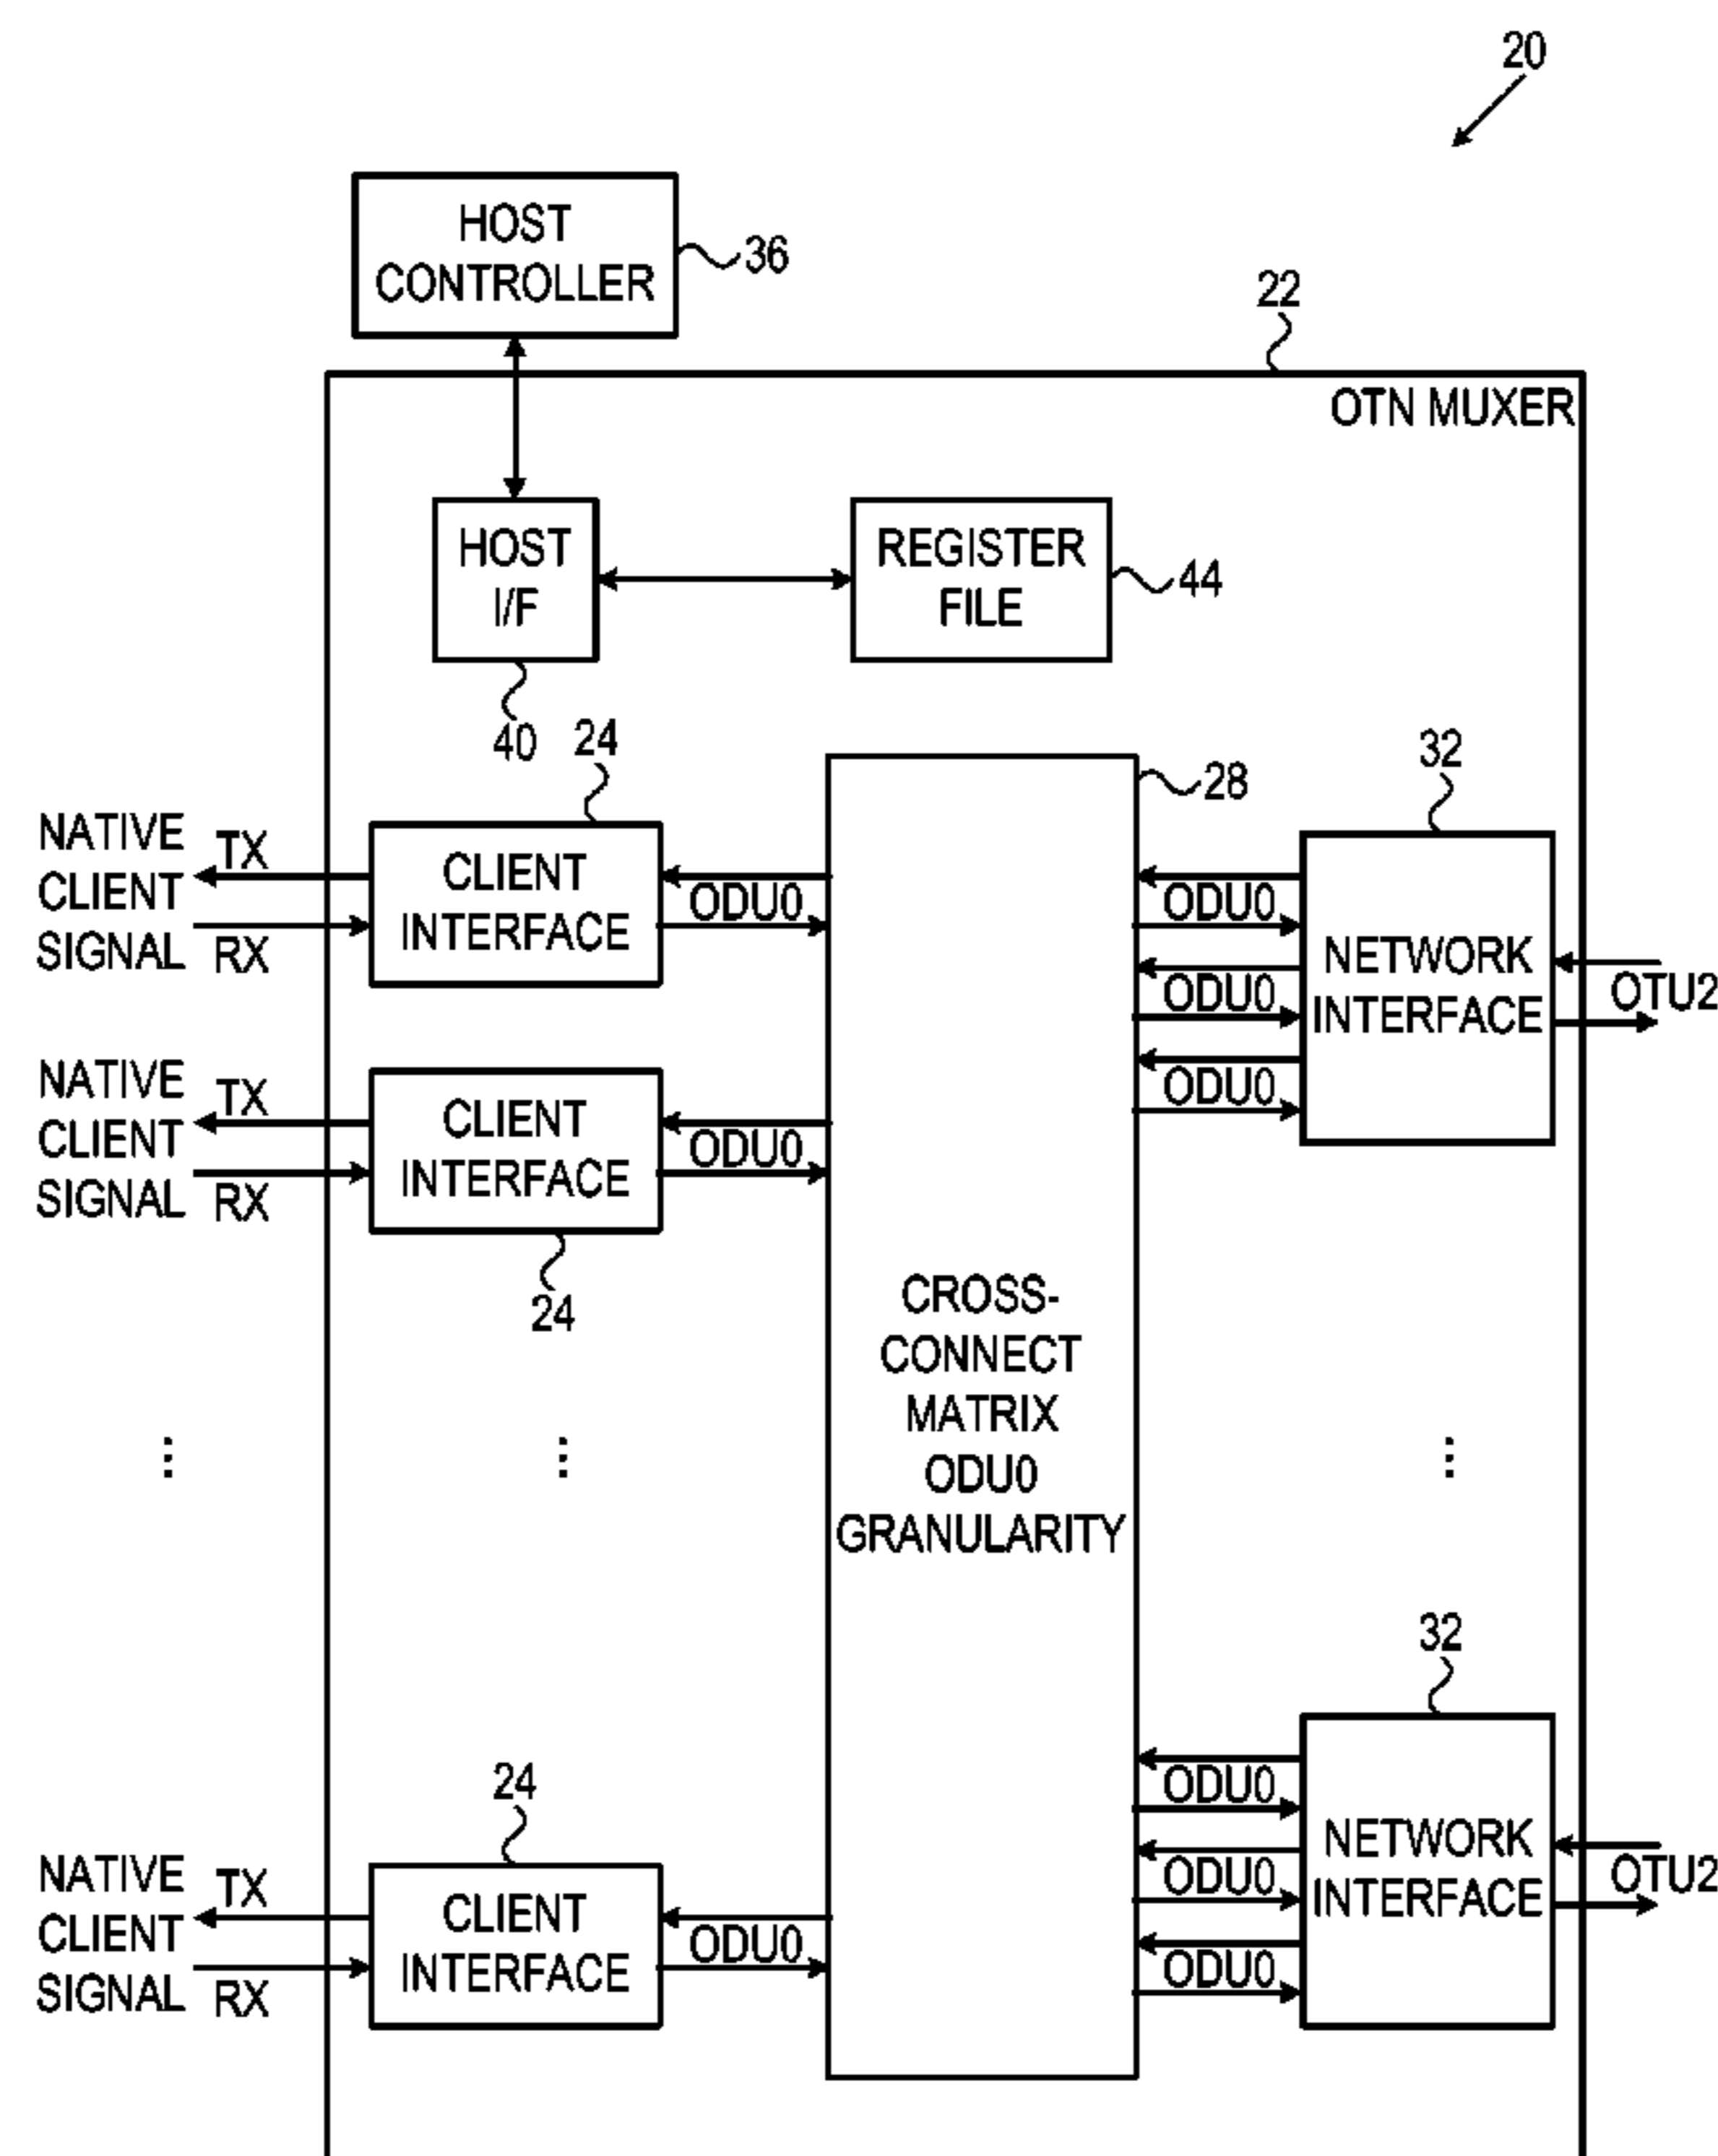 20
HOST
CONTROLLER
36
22
OTN MUXER
HOST
I/F
REGISTER
FILE
44
40
24
28
32
NATIVE
CLIENT
SIGNAL
TX
RX
CLIENT
INTERFACE
ODU0
ODU0
ODU0
ODU0
NETWORK
INTERFACE
OTU2
NATIVE
CLIENT
SIGNAL
TX
RX
CLIENT
INTERFACE
ODU0
24
CROSS-
CONNECT
MATRIX
ODU0
GRANULARITY
...
...
...
32
24
NATIVE
CLIENT
SIGNAL
TX
RX
CLIENT
INTERFACE
ODU0
ODU0
ODU0
ODU0
NETWORK
INTERFACE
OTU2